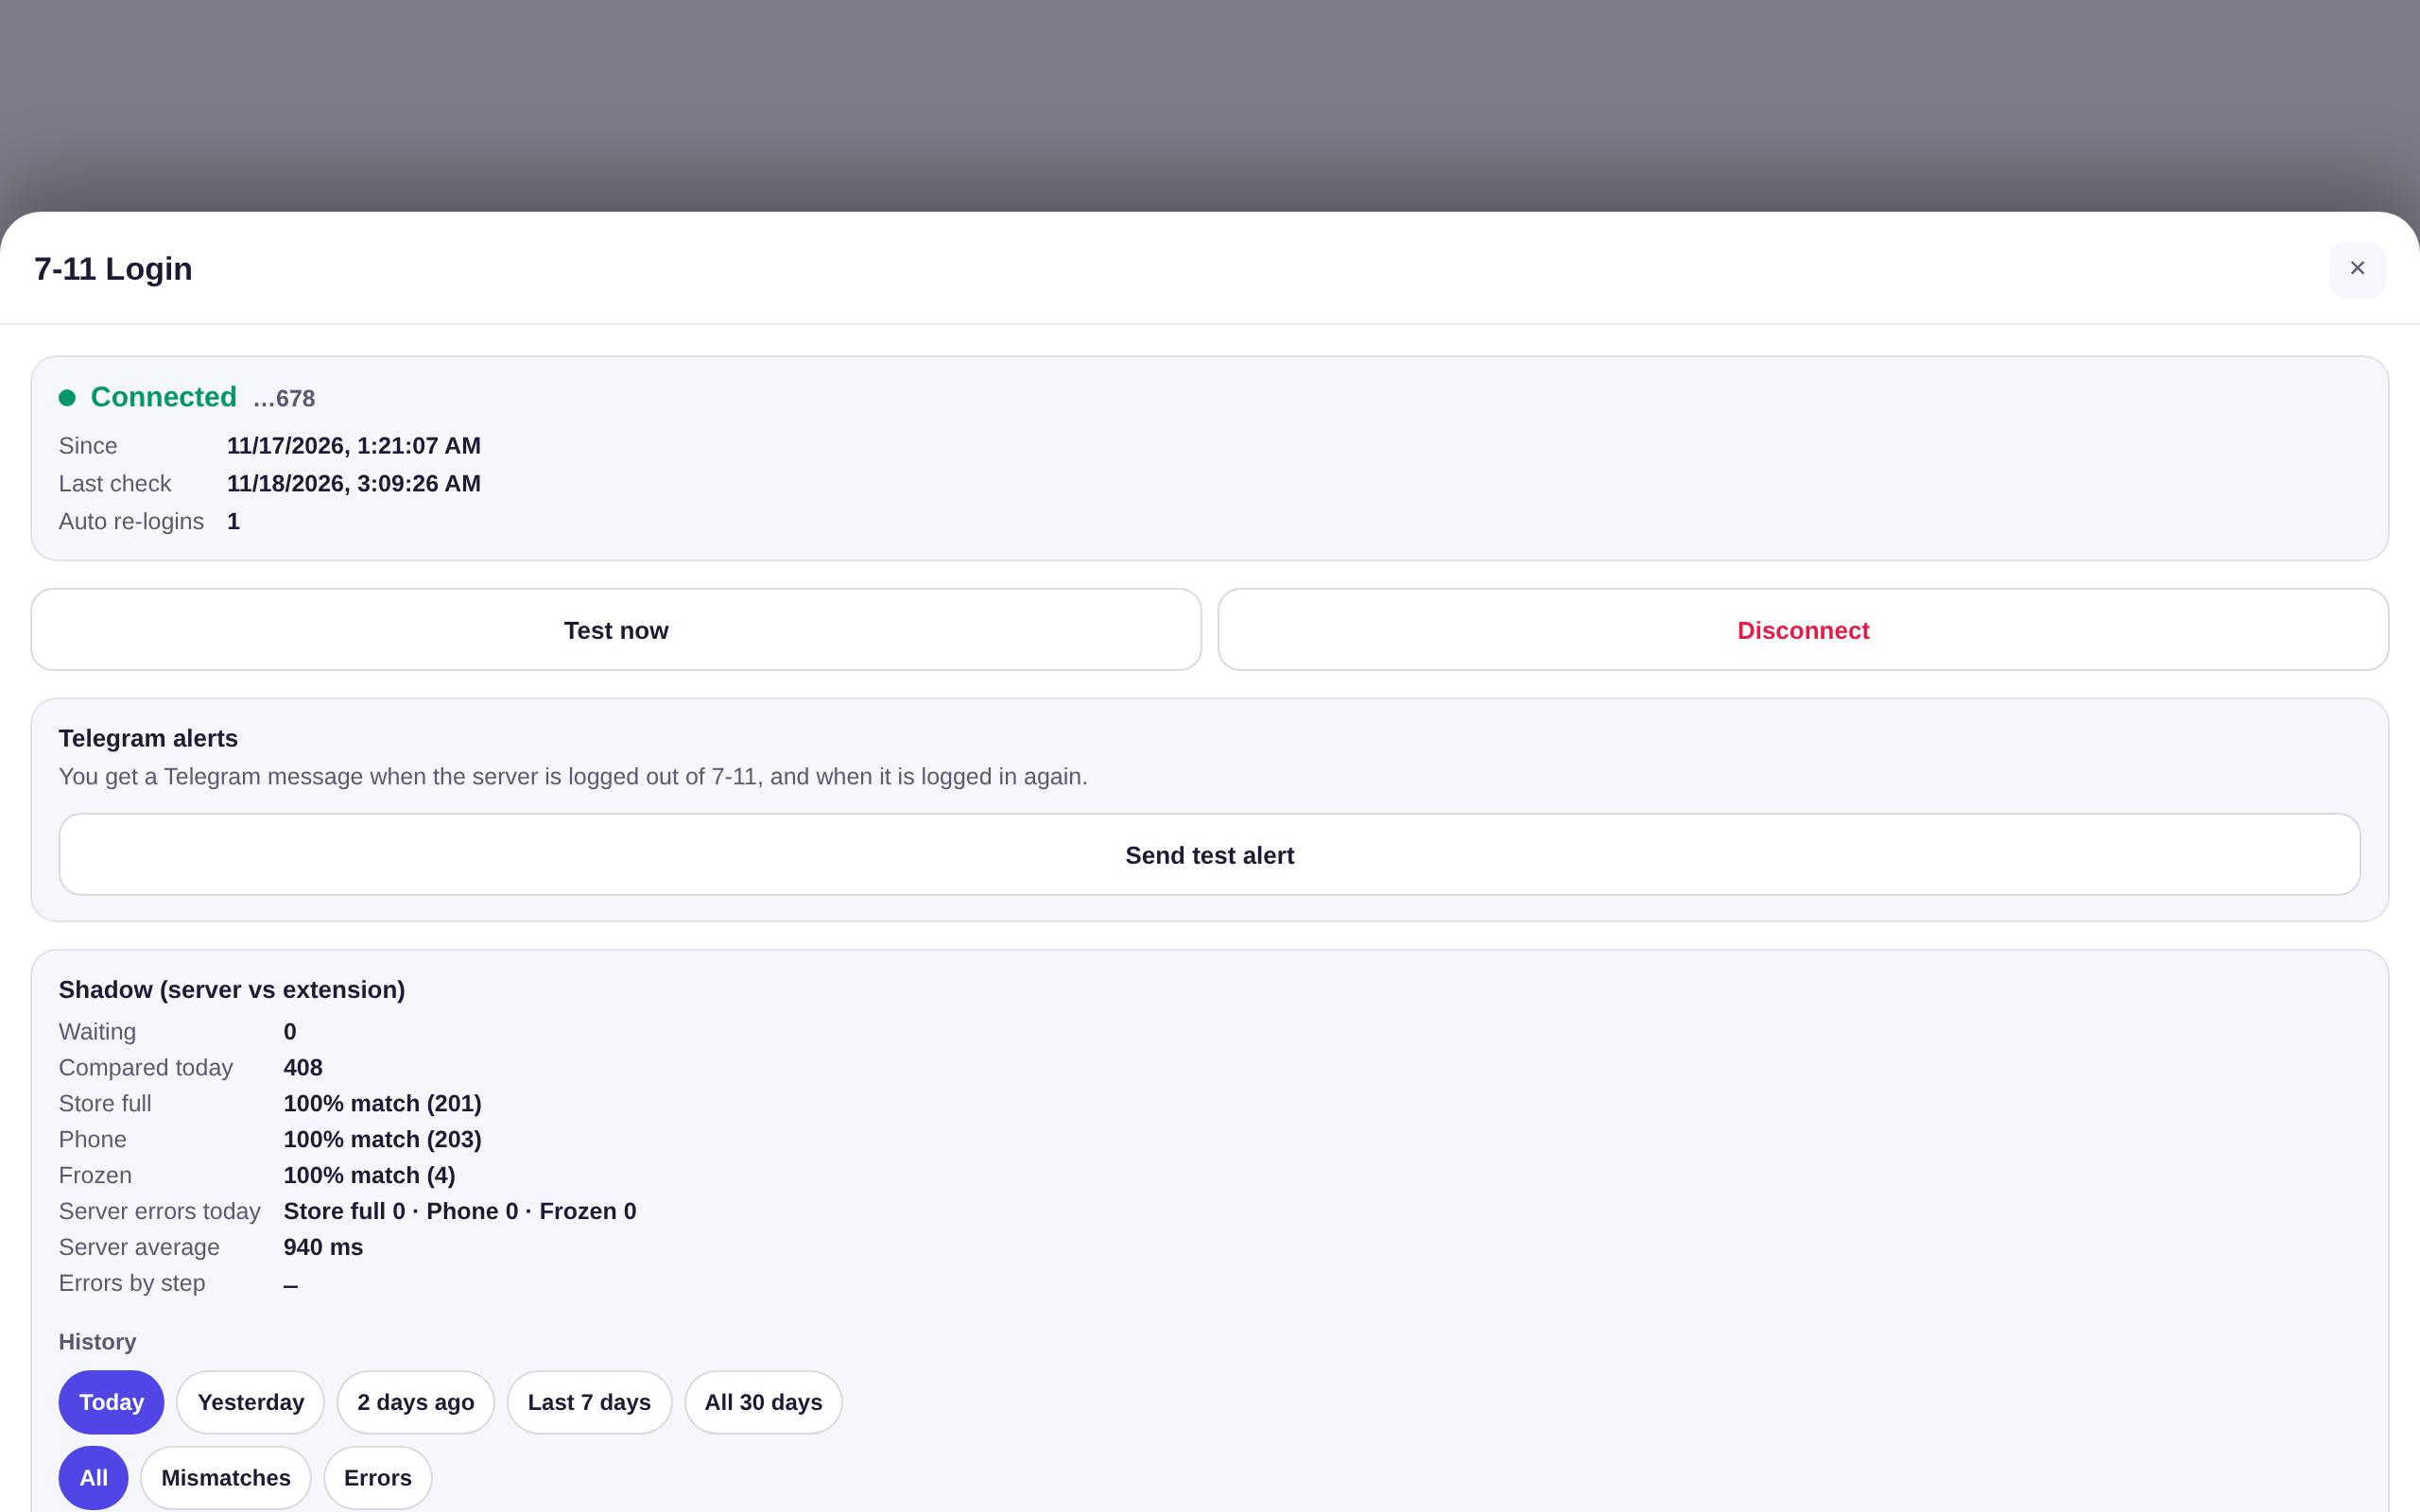 7-11 Login
×
Connected …678
Since 11/17/2026, 1:21:07 AM
Last check 11/18/2026, 3:09:26 AM
Auto re-logins 1
Test now Disconnect
Telegram alerts
You get a Telegram message when the server is logged out of 7-11, and when it is logged in again.
Send test alert
Shadow (server vs extension)
Waiting 0
Compared today 408
Store full 100% match (201)
Phone 100% match (203)
Frozen 100% match (4)
Server errors today Store full 0 · Phone 0 · Frozen 0
Server average 940 ms
Errors by step –
History
Today Yesterday 2 days ago Last 7 days All 30 days
All Mismatches Errors